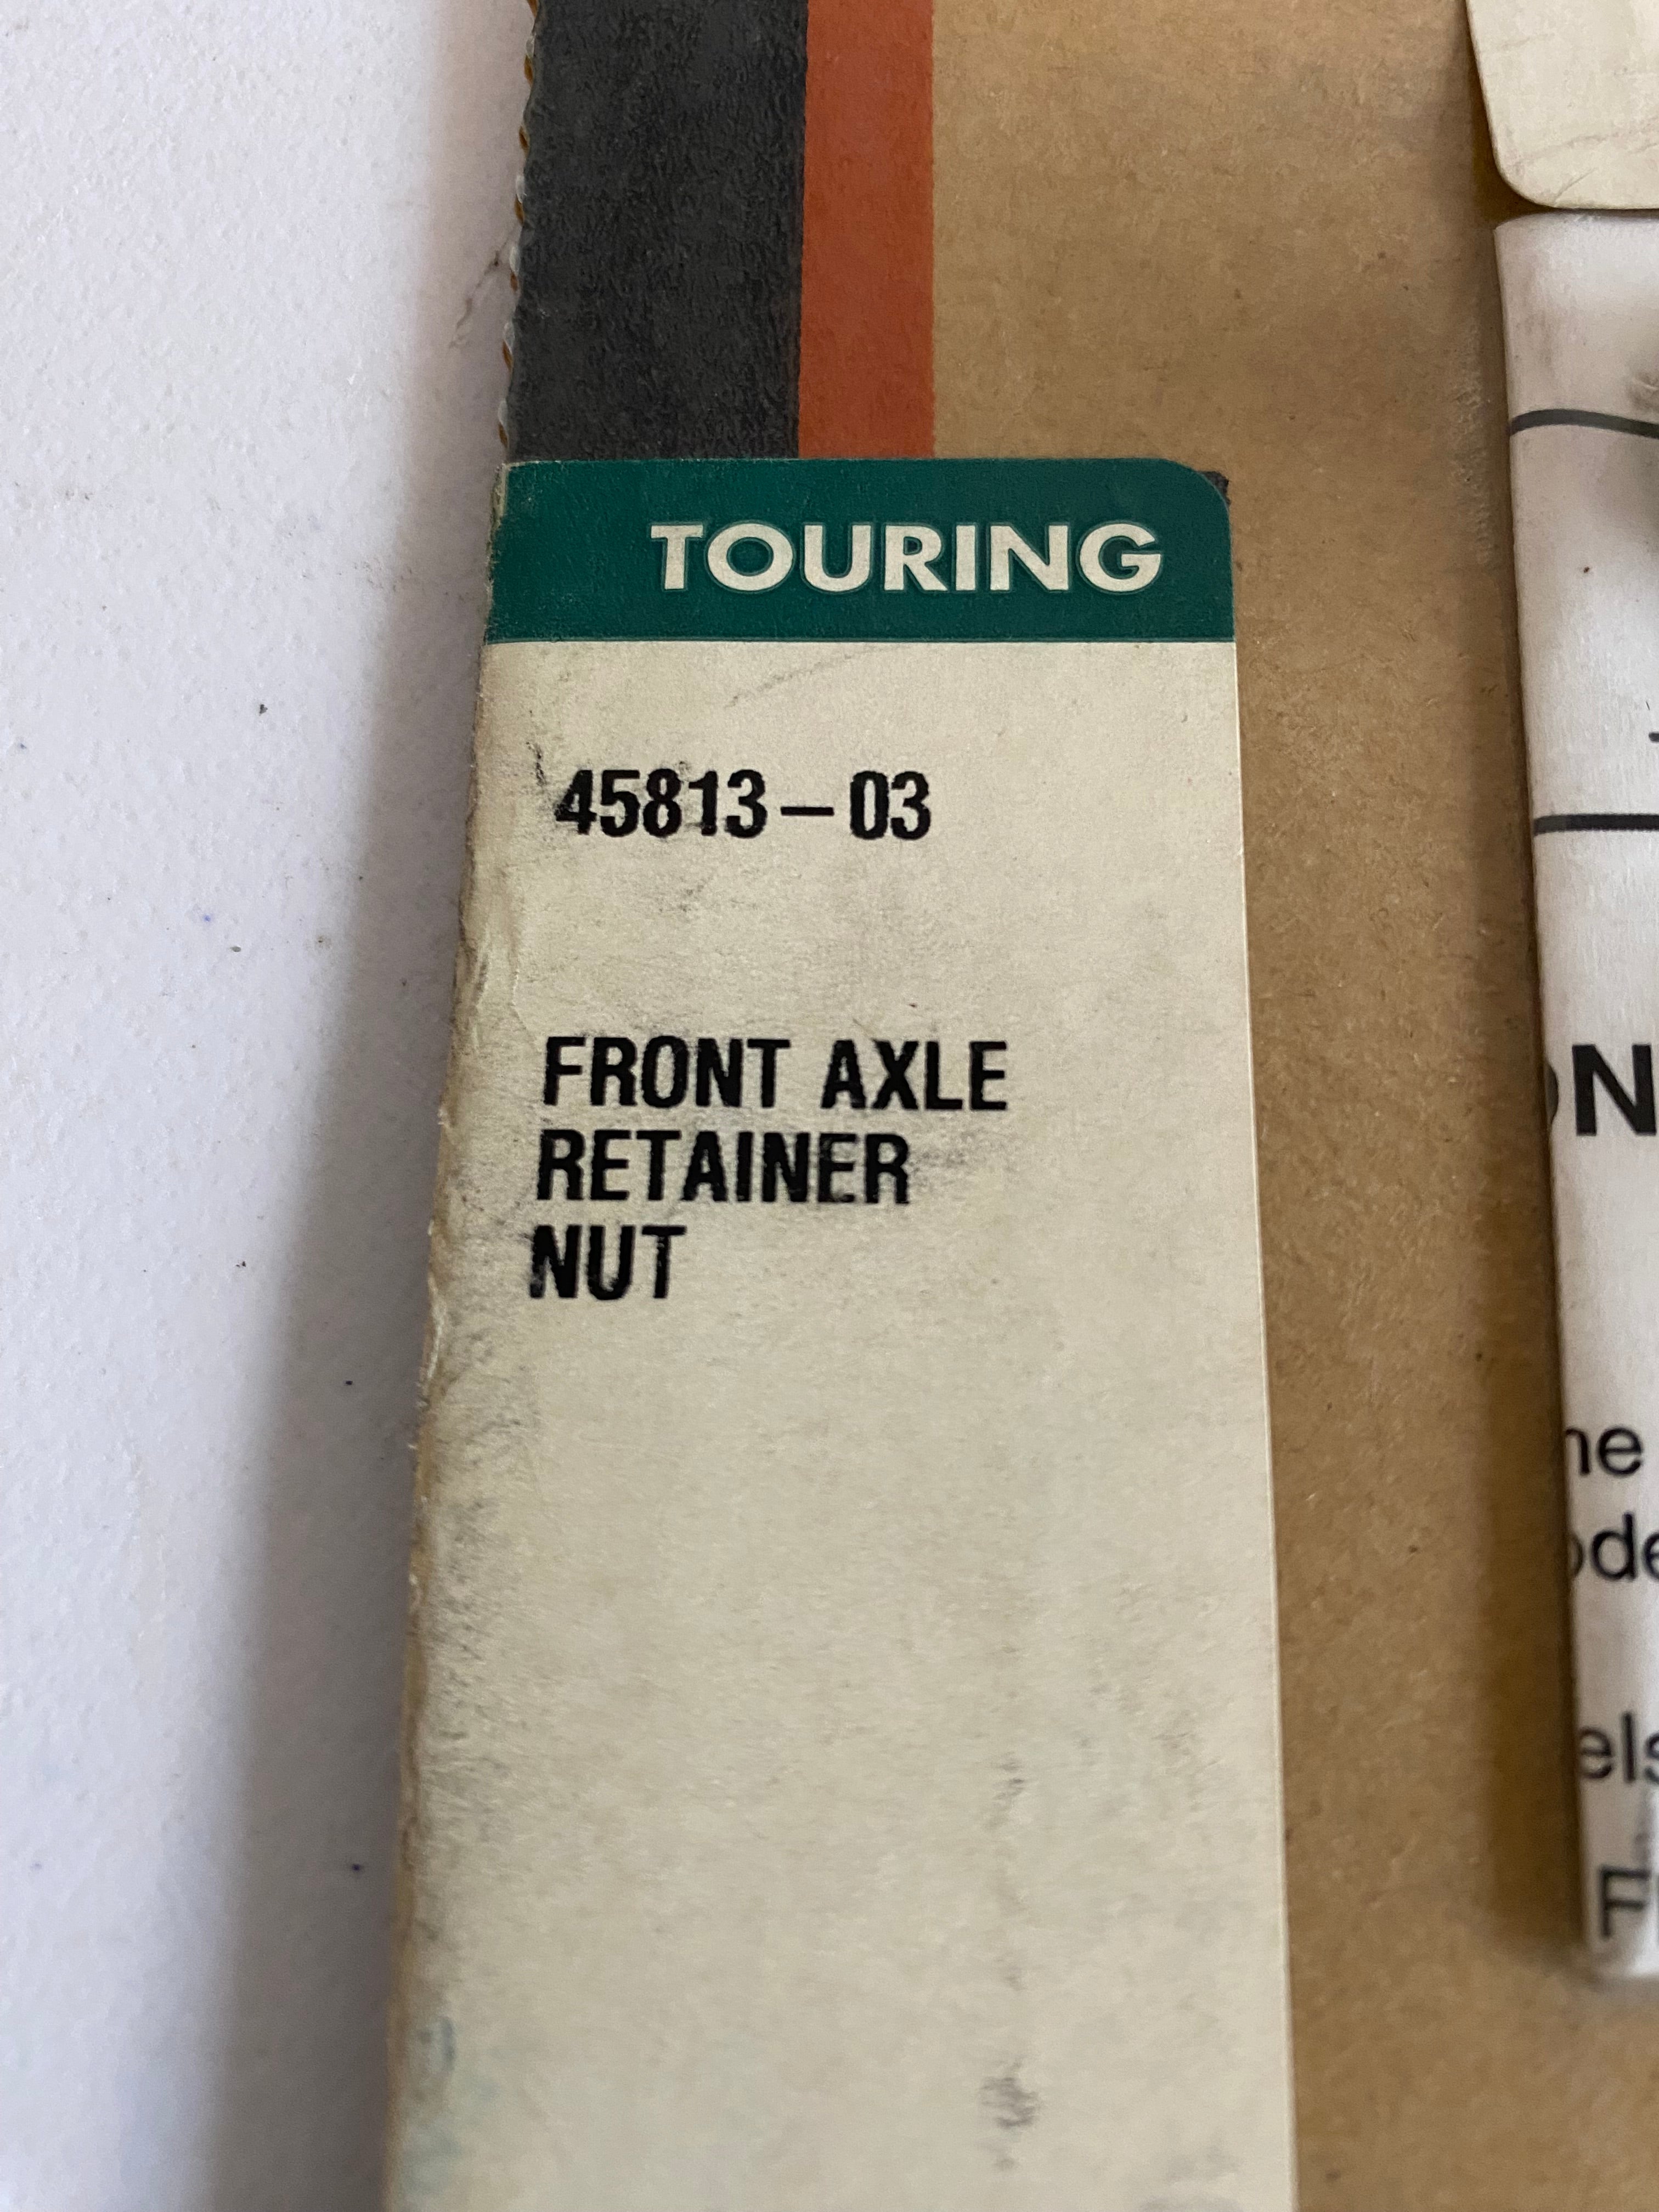 TOURING
45813-03
FRONT AXLE
RETAINER
NUT